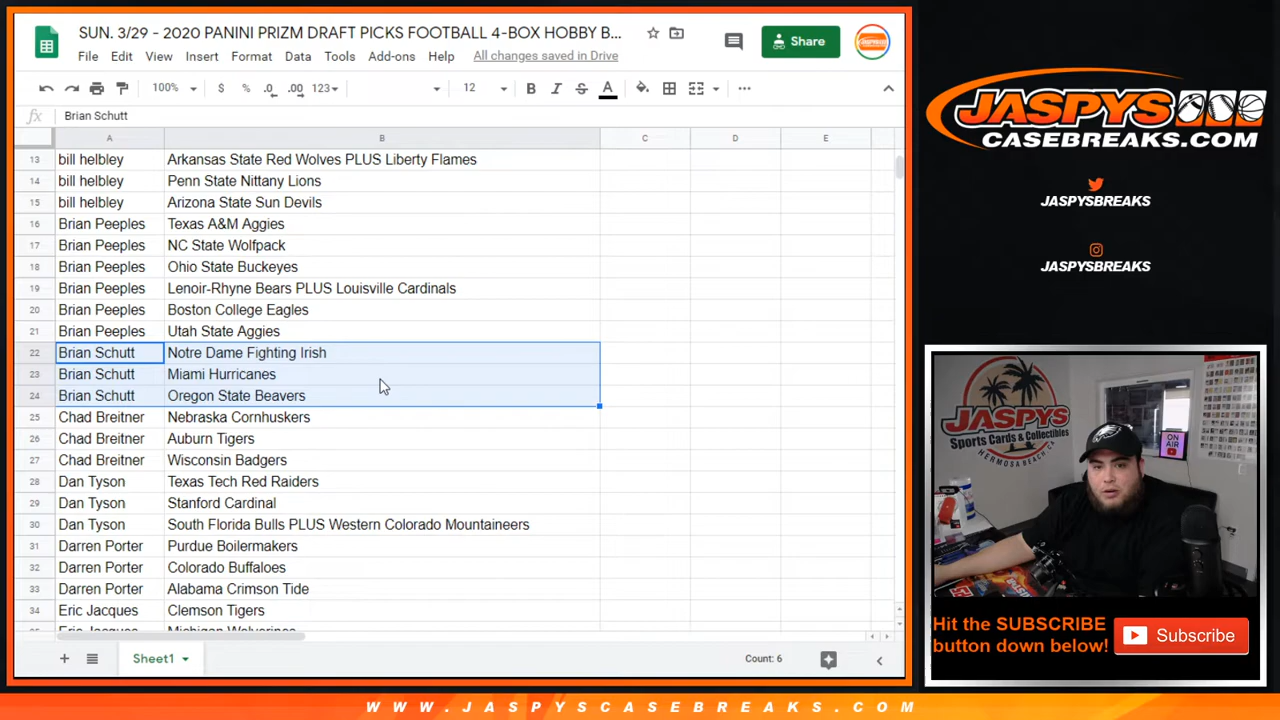 SUN. 3/29 - 2020 PANINI PRIZM DRAFT PICKS FOOTBALL 4-BOX HOBBY B...
File Edit View Insert Format Data Tools Add-ons Help All changes saved in Drive
Share
100% $ % .0 .00 123 12 B I S A
fx Brian Schutt
A B C D E
13 bill helbley Arkansas State Red Wolves PLUS Liberty Flames
14 bill helbley Penn State Nittany Lions
15 bill helbley Arizona State Sun Devils
16 Brian Peeples Texas A&M Aggies
17 Brian Peeples NC State Wolfpack
18 Brian Peeples Ohio State Buckeyes
19 Brian Peeples Lenoir-Rhyne Bears PLUS Louisville Cardinals
20 Brian Peeples Boston College Eagles
21 Brian Peeples Utah State Aggies
22 Brian Schutt Notre Dame Fighting Irish
23 Brian Schutt Miami Hurricanes
24 Brian Schutt Oregon State Beavers
25 Chad Breitner Nebraska Cornhuskers
26 Chad Breitner Auburn Tigers
27 Chad Breitner Wisconsin Badgers
28 Dan Tyson Texas Tech Red Raiders
29 Dan Tyson Stanford Cardinal
30 Dan Tyson South Florida Bulls PLUS Western Colorado Mountaineers
31 Darren Porter Purdue Boilermakers
32 Darren Porter Colorado Buffaloes
33 Darren Porter Alabama Crimson Tide
34 Eric Jacques Clemson Tigers
Eric Jacques Michigan Wolverines
Sheet1
Count: 6
JASPYS
CASEBREAKS.COM
JASPYSBREAKS
JASPYSBREAKS
JASPYS
Sports Cards & Collectibles
HERMOSA BEACH, CA
ON
AIR
Hit the SUBSCRIBE
button down below!
Subscribe
WWW.JASPYSCASEBREAKS.COM